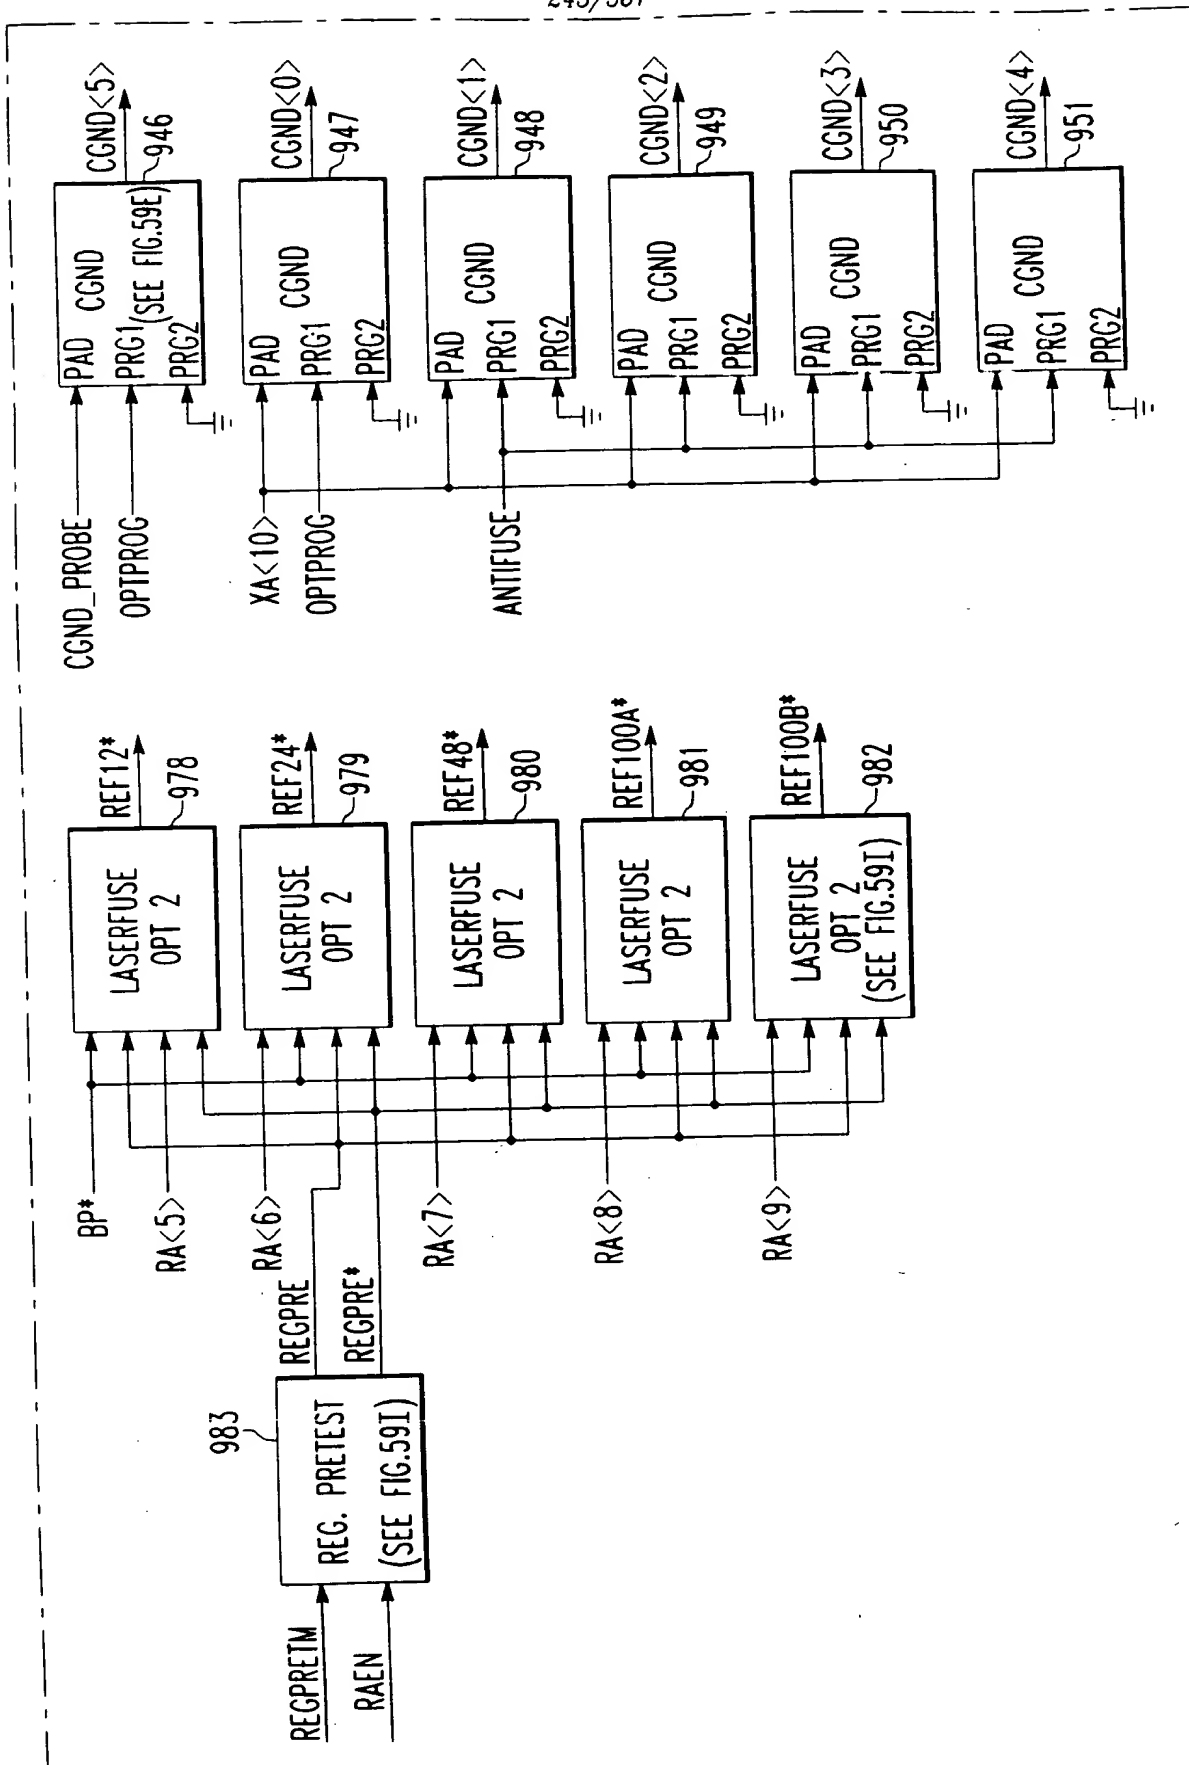 REGPRETM
RAEN
983
REG. PRETEST
(SEE FIG.59I)
REGPRE
REGPRE*
BP*
RA<5>
RA<6>
RA<7>
RA<8>
RA<9>
LASERFUSE
OPT 2
REF12*
978
LASERFUSE
OPT 2
REF24*
979
LASERFUSE
OPT 2
REF48*
980
LASERFUSE
OPT 2
REF100A*
981
LASERFUSE
OPT 2
(SEE FIG.59I)
REF100B*
982
CGND_PROBE
OPTPROG
PAD
CGND
PRG1
(SEE FIG.59E)
PRG2
CGND<5>
946
XA<10>
OPTPROG
PAD
PRG1
CGND
PRG2
CGND<0>
947
ANTIFUSE
PAD
PRG1
CGND
PRG2
CGND<1>
948
PAD
PRG1
CGND
PRG2
CGND<2>
949
PAD
PRG1
CGND
PRG2
CGND<3>
950
PAD
PRG1
CGND
PRG2
CGND<4>
951